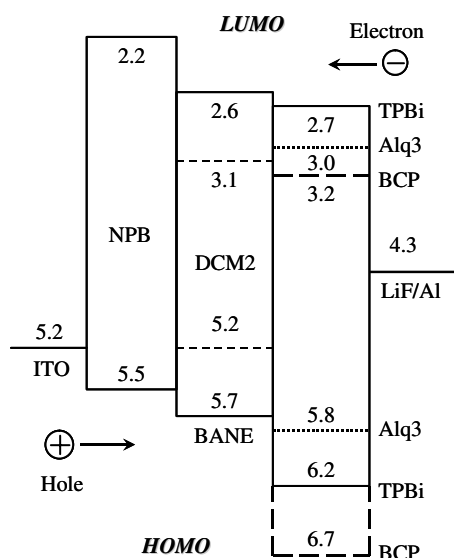 LUMO
Electron
2.2
2.6
2.7
TPBi
Alq3
3.0
BCP
3.1
3.2
NPB
DCM2
4.3
LiF/Al
5.2
5.2
ITO
5.5
5.7
5.8
Alq3
BANE
6.2
TPBi
Hole
6.7
BCP
HOMO